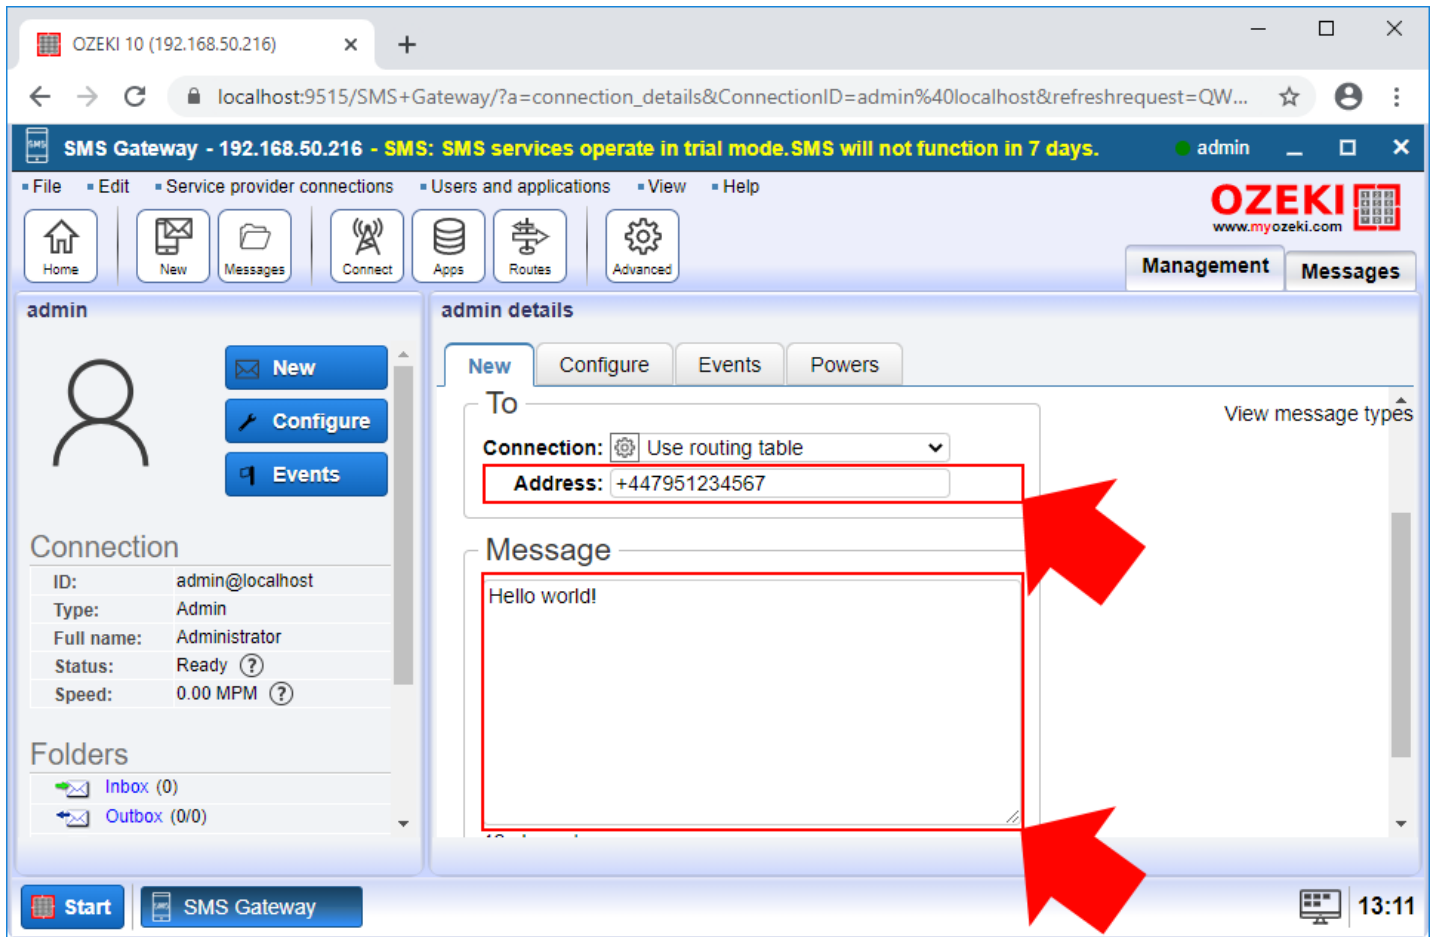 OZEKI 10 (192.168.50.216)
localhost:9515/SMS+Gateway/?a=connection_details&ConnectionID=admin%40localhost&refreshrequest=QW...
SMS Gateway - 192.168.50.216 - SMS: SMS services operate in trial mode.SMS will not function in 7 days.
admin
File Edit Service provider connections Users and applications View Help
OZEKI
www.myozeki.com
Home New Messages Connect Apps Routes Advanced
Management Messages
admin
New
Configure
Events
Connection
ID: admin@localhost
Type: Admin
Full name: Administrator
Status: Ready ?
Speed: 0.00 MPM ?
Folders
Inbox (0)
Outbox (0/0)
admin details
New Configure Events Powers
To
View message types
Connection: Use routing table
Address: +447951234567
Message
Hello world!
Start SMS Gateway 13:11